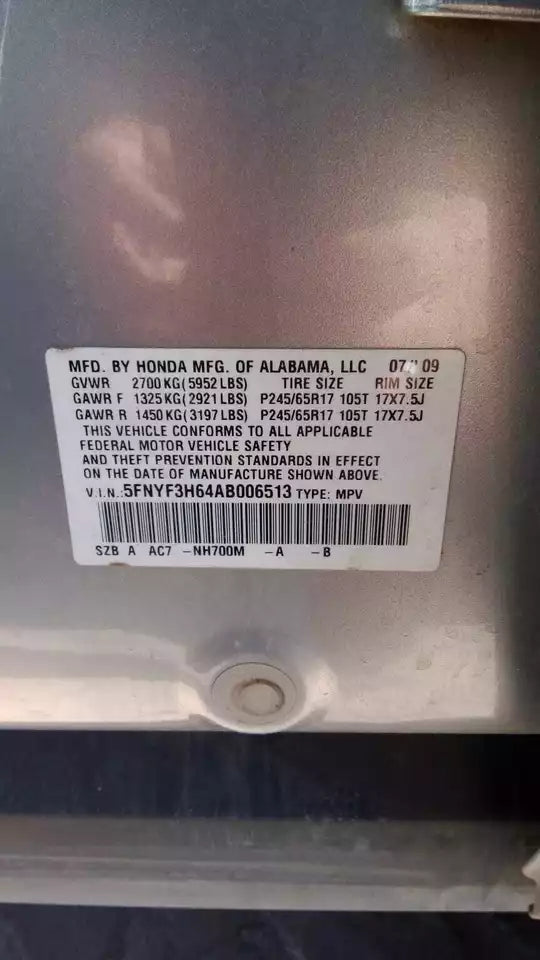 MFD. BY HONDA MFG. OF ALABAMA, LLC 07/09
GVWR 2700 KG(5952 LBS) TIRE SIZE RIM SIZE
GAWR F 1325 KG(2921 LBS) P245/65R17 105T 17X7.5J
GAWR R 1450 KG(3197 LBS) P245/65R17 105T 17X7.5J
THIS VEHICLE CONFORMS TO ALL APPLICABLE
FEDERAL MOTOR VEHICLE SAFETY
AND THEFT PREVENTION STANDARDS IN EFFECT
ON THE DATE OF MANUFACTURE SHOWN ABOVE.
V.I.N.:5FNYF3H64AB006513 TYPE: MPV
SZB A AC7 -NH700M -A -B